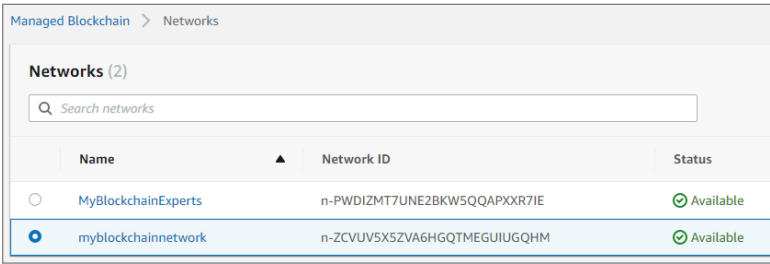 Managed Blockchain > Networks
Networks (2)
Search networks
Name Network ID Status
MyBlockchainExperts n-PWDIZMT7UNE2BKW5QQAPXXR7IE Available
myblockchainnetwork n-ZCVUV5X5ZVA6HGQTMEGUIUGQHM Available